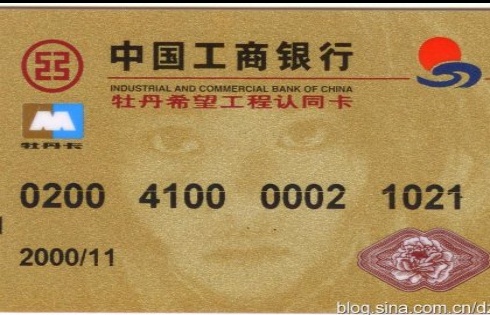 中国工商银行
INDUSTRIAL AND COMMERCIAL BANK OF CHINA
牡丹希望工程认同卡
牡丹卡
0200 4100 0002 1021
2000/11
blog.sina.com.cn/dz